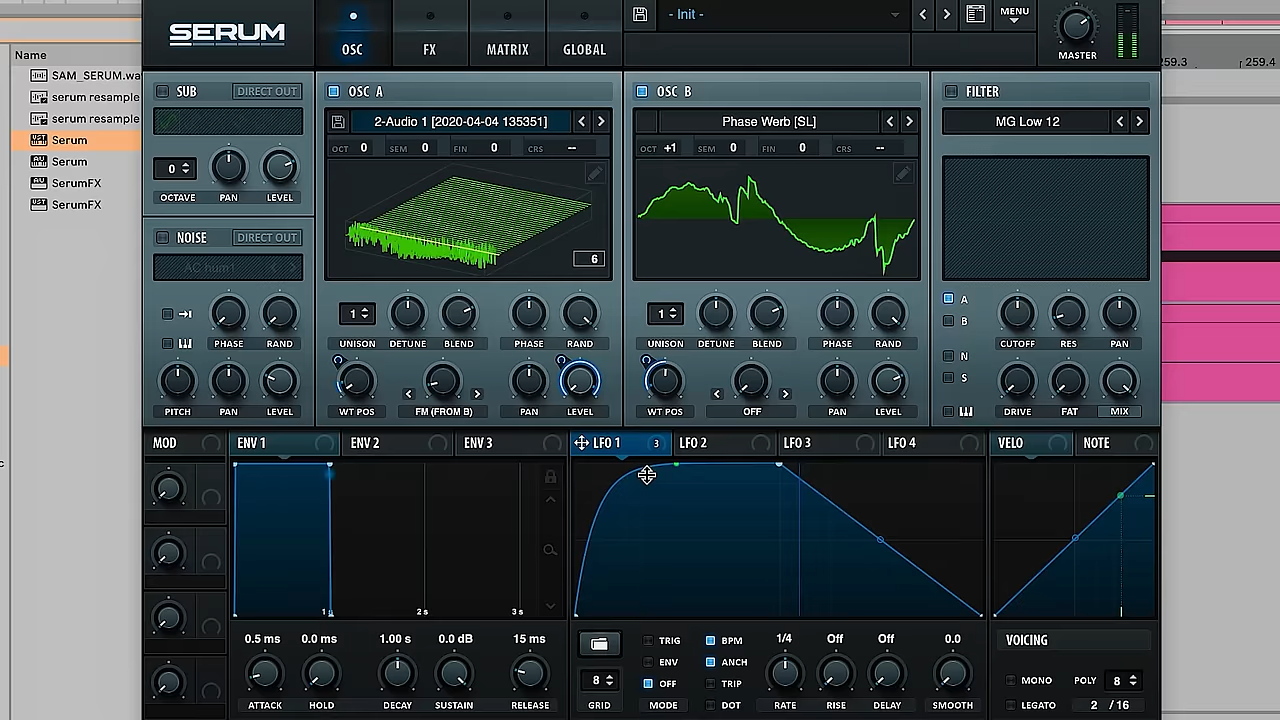 SERUM
OSC
FX
MATRIX
GLOBAL
- Init -
MENU
MASTER
Name
SAM_SERUM.wa
serum resample
serum resample
Serum
Serum
SerumFX
SerumFX
259.3
259.4
SUB
DIRECT OUT
0
OCTAVE PAN LEVEL
NOISE
DIRECT OUT
AC hum1
PHASE RAND
PITCH PAN LEVEL
OSC A
2-Audio 1 [2020-04-04 135351]
OCT 0 SEM 0 FIN 0 CRS --
6
1
UNISON DETUNE BLEND PHASE RAND
WT POS FM (FROM B) PAN LEVEL
OSC B
Phase Werb [SL]
OCT +1 SEM 0 FIN 0 CRS --
1
UNISON DETUNE BLEND PHASE RAND
WT POS OFF PAN LEVEL
FILTER
MG Low 12
A
B
N
S
CUTOFF RES PAN
DRIVE FAT MIX
MOD
ENV 1
ENV 2
ENV 3
LFO 1 3
LFO 2
LFO 3
LFO 4
VELO
NOTE
1s
2 s
3 s
0.5 ms 0.0 ms 1.00 s 0.0 dB 15 ms
ATTACK HOLD DECAY SUSTAIN RELEASE
8
GRID
TRIG
ENV
OFF
MODE
BPM
ANCH
TRIP
DOT
1/4 Off Off 0.0
RATE RISE DELAY SMOOTH
VOICING
MONO POLY 8
LEGATO 2 / 16